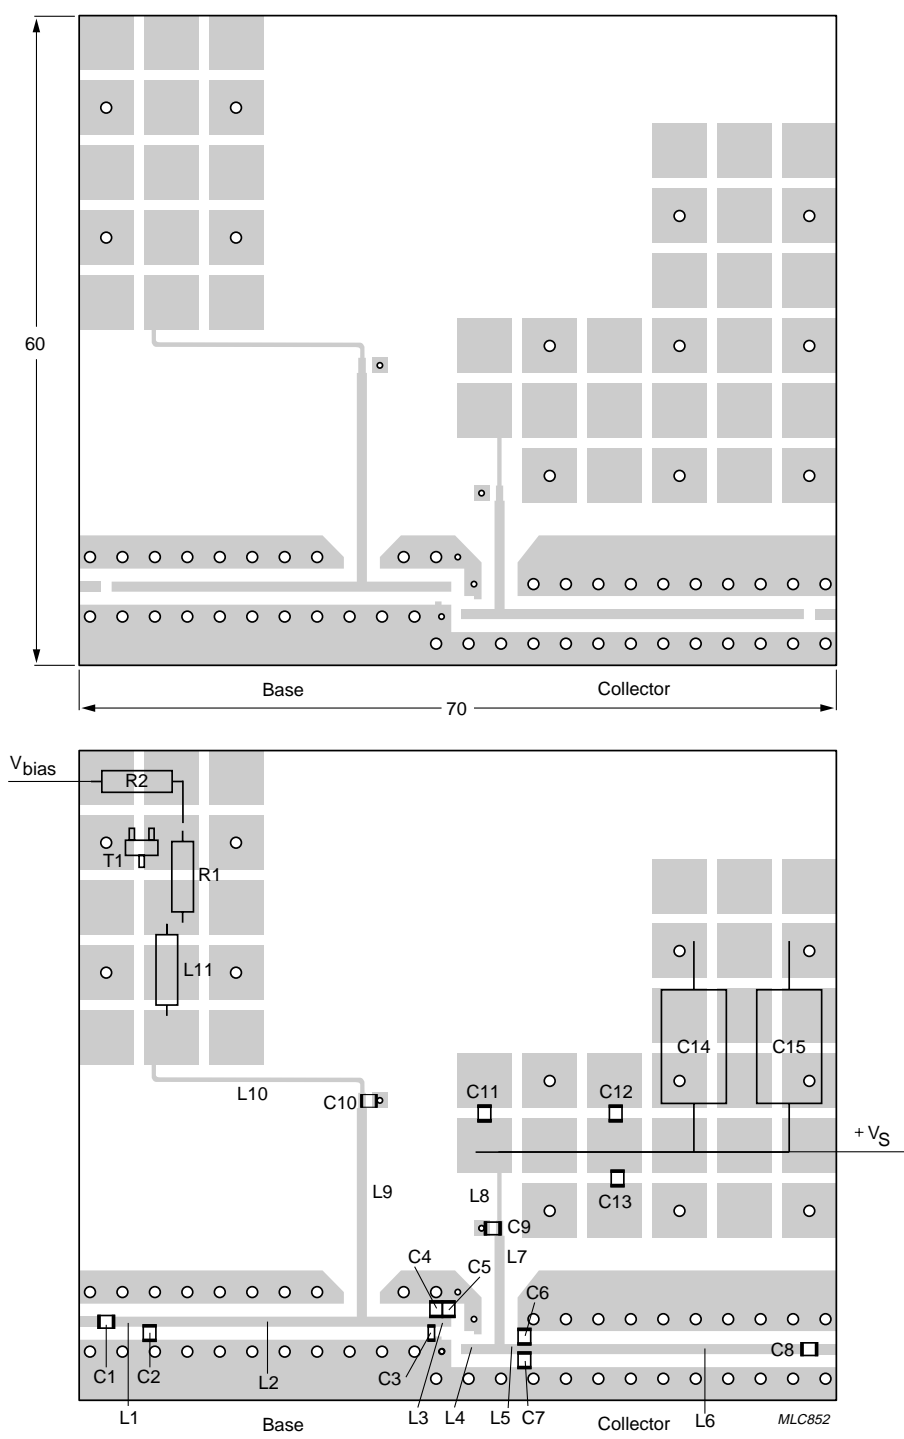 60
Base
Collector
70
Vbias
R2
T1
R1
L11
C14
C15
L10
C10
C11
C12
+ VS
L9
L8
C13
C9
C4
C5
L7
C6
C1
C2
L2
C3
C8
L1
L3
L4
L5
C7
L6
MLC852
Base
Collector